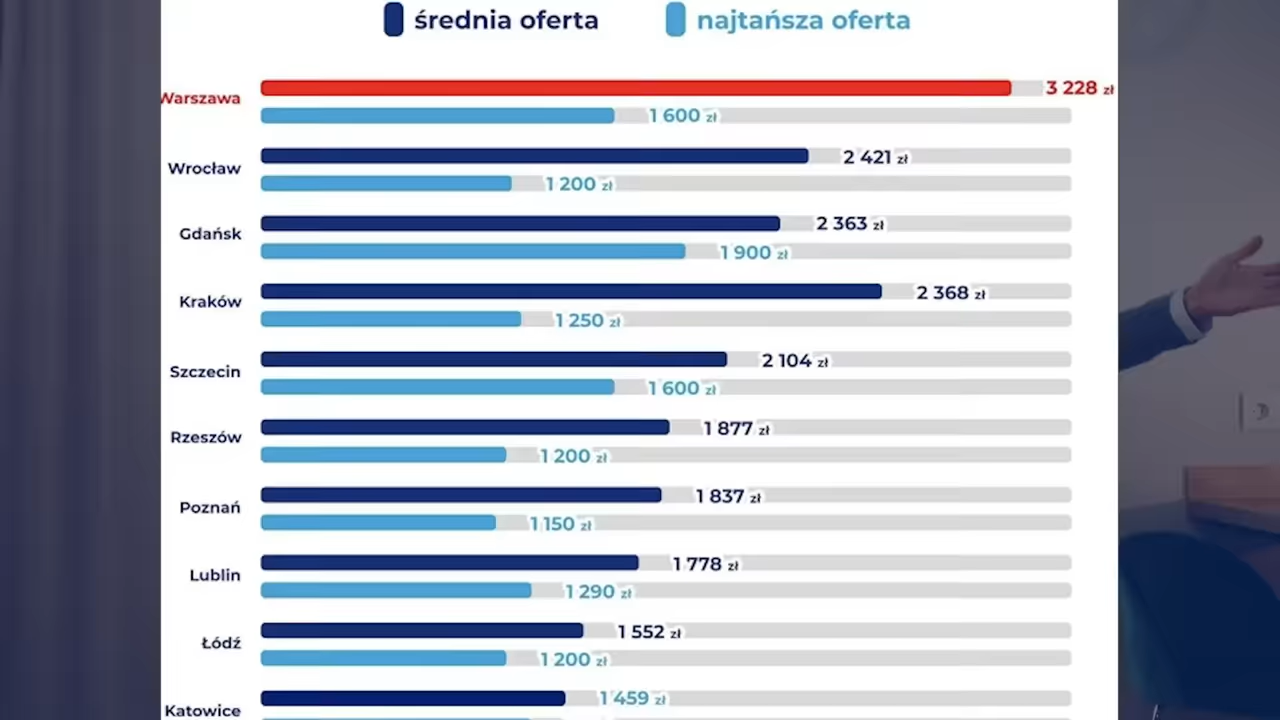 średnia oferta najtańsza oferta
Warszawa 3 228 zł
1 600 zł
Wrocław 2 421 zł
1 200 zł
Gdańsk 2 363 zł
1 900 zł
Kraków 2 368 zł
1 250 zł
Szczecin 2 104 zł
1 600 zł
Rzeszów 1 877 zł
1 200 zł
Poznań 1 837 zł
1 150 zł
Lublin 1 778 zł
1 290 zł
Łódź 1 552 zł
1 200 zł
Katowice 1 459 zł